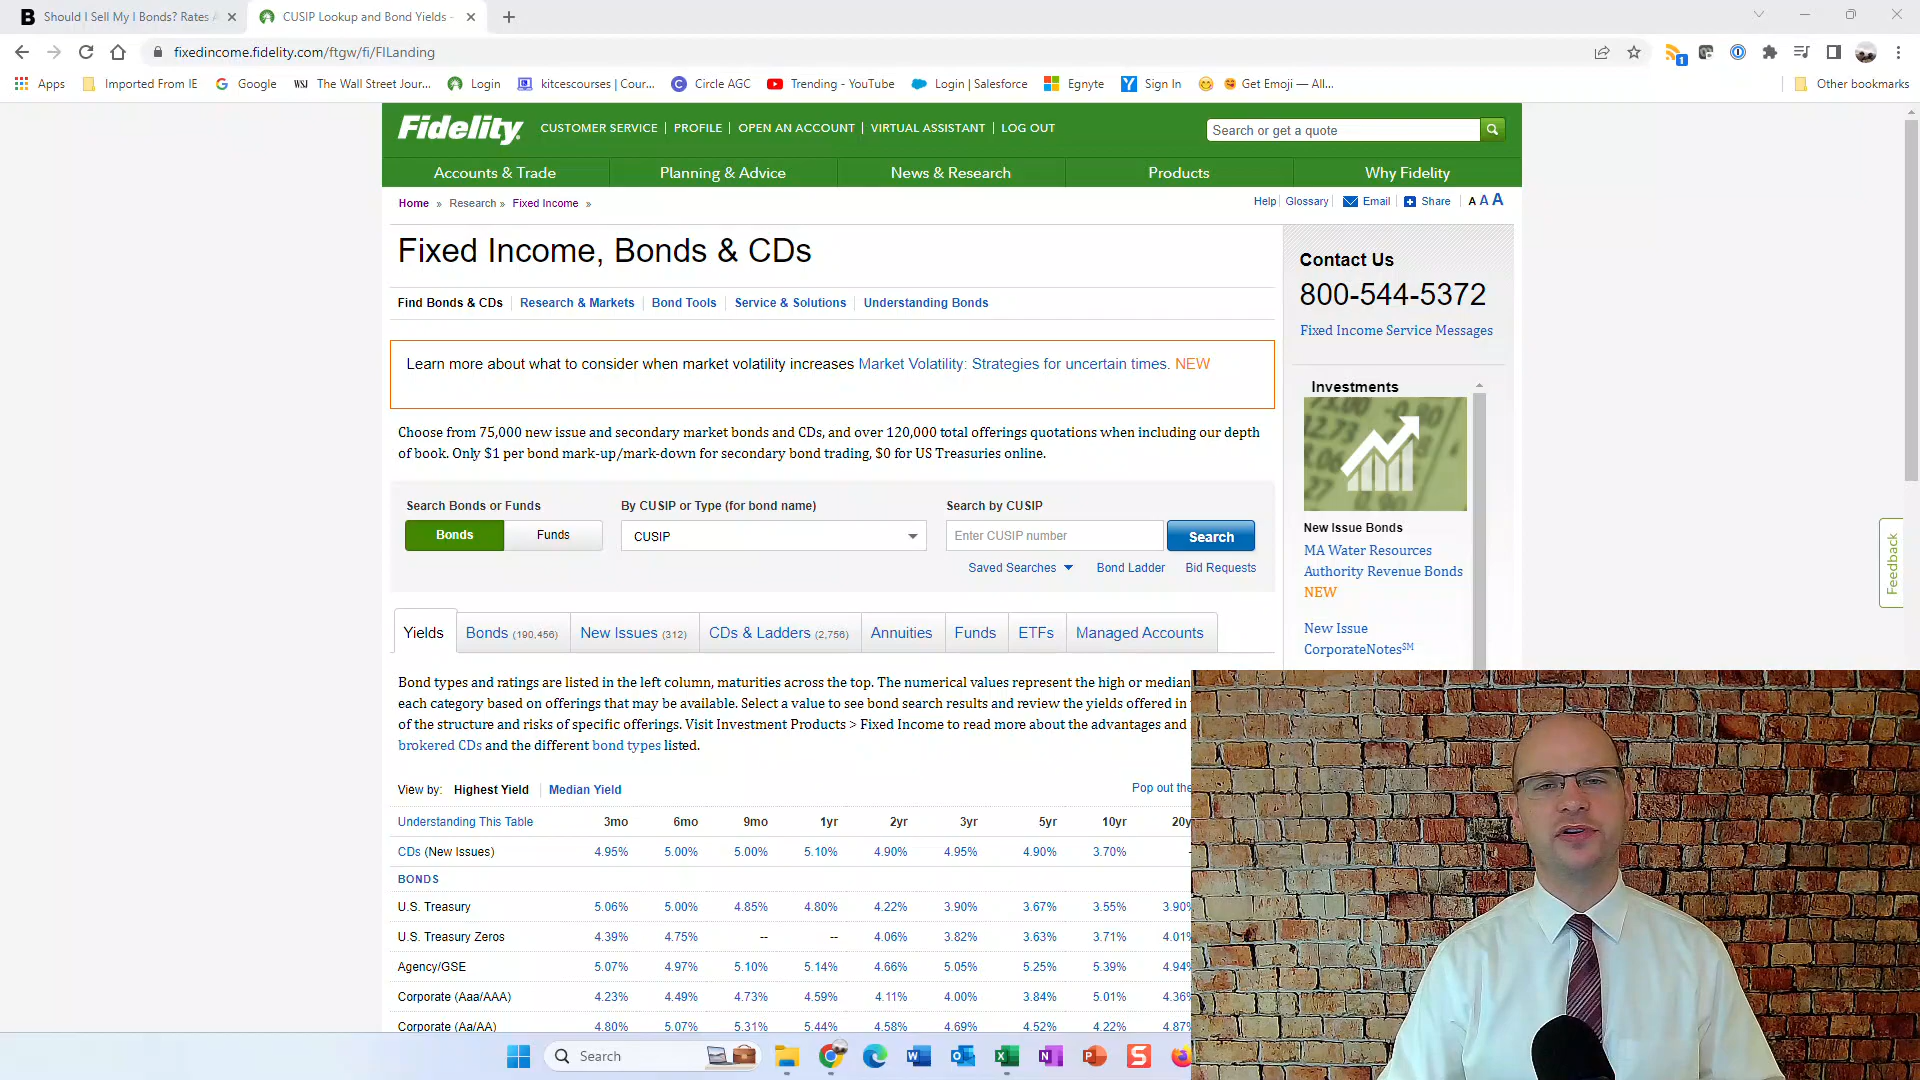 Should I Sell My I Bonds? Rates
CUSIP Lookup and Bond Yields -
fixedincome.fidelity.com/ftgw/fi/FILanding
Apps
Imported From IE
Google
WSJ The Wall Street Jour...
Login
kitcescourses | Cour...
Circle AGC
Trending - YouTube
Login | Salesforce
Egnyte
Sign In
Get Emoji — All...
Other bookmarks
Fidelity
CUSTOMER SERVICE | PROFILE | OPEN AN ACCOUNT | VIRTUAL ASSISTANT | LOG OUT
Search or get a quote
Accounts & Trade
Planning & Advice
News & Research
Products
Why Fidelity
Home » Research » Fixed Income »
Help | Glossary | Email | Share | A A A
Fixed Income, Bonds & CDs
Find Bonds & CDs | Research & Markets | Bond Tools | Service & Solutions | Understanding Bonds
Learn more about what to consider when market volatility increases Market Volatility: Strategies for uncertain times. NEW
Choose from 75,000 new issue and secondary market bonds and CDs, and over 120,000 total offerings quotations when including our depth
of book. Only $1 per bond mark-up/mark-down for secondary bond trading, $0 for US Treasuries online.
Search Bonds or Funds
By CUSIP or Type (for bond name)
Search by CUSIP
Bonds
Funds
CUSIP
Enter CUSIP number
Search
Saved Searches
Bond Ladder
Bid Requests
Yields
Bonds (190,456)
New Issues (312)
CDs & Ladders (2,756)
Annuities
Funds
ETFs
Managed Accounts
Bond types and ratings are listed in the left column, maturities across the top. The numerical values represent the high or median
each category based on offerings that may be available. Select a value to see bond search results and review the yields offered in
of the structure and risks of specific offerings. Visit Investment Products > Fixed Income to read more about the advantages and
brokered CDs and the different bond types listed.
View by: Highest Yield | Median Yield
Pop out the
Understanding This Table 3mo 6mo 9mo 1yr 2yr 3yr 5yr 10yr 20y
CDs (New Issues) 4.95% 5.00% 5.00% 5.10% 4.90% 4.95% 4.90% 3.70% -
BONDS
U.S. Treasury 5.06% 5.00% 4.85% 4.80% 4.22% 3.90% 3.67% 3.55% 3.90%
U.S. Treasury Zeros 4.39% 4.75% -- -- 4.06% 3.82% 3.63% 3.71% 4.01%
Agency/GSE 5.07% 4.97% 5.10% 5.14% 4.66% 5.05% 5.25% 5.39% 4.94%
Corporate (Aaa/AAA) 4.23% 4.49% 4.73% 4.59% 4.11% 4.00% 3.84% 5.01% 4.36%
Corporate (Aa/AA) 4.80% 5.07% 5.31% 5.44% 4.58% 4.69% 4.52% 4.22% 4.87%
Contact Us
800-544-5372
Fixed Income Service Messages
Investments
New Issue Bonds
MA Water Resources
Authority Revenue Bonds
NEW
New Issue
CorporateNotesSM
Feedback
Search